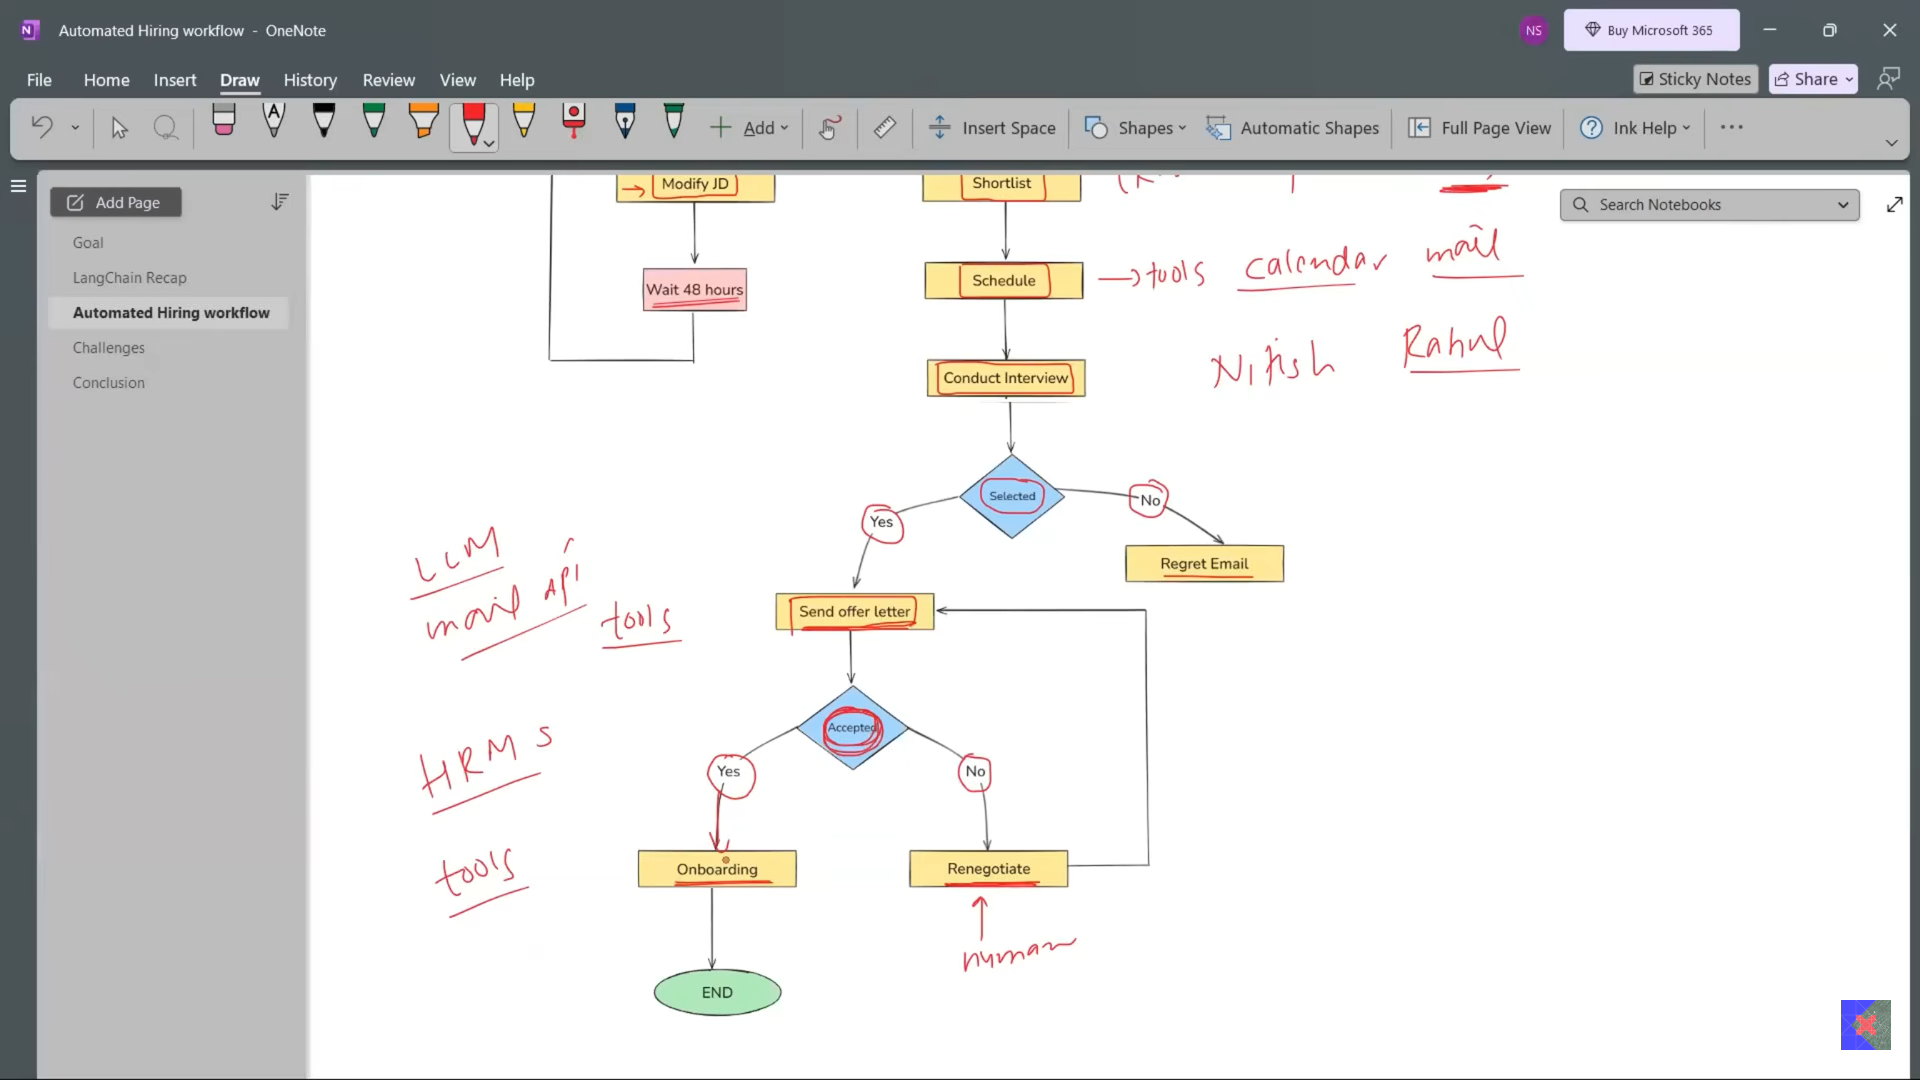 Automated Hiring workflow - OneNote
NS
Buy Microsoft 365
File Home Insert Draw History Review View Help
Sticky Notes
Share
Add
Insert Space
Shapes
Automatic Shapes
Full Page View
Ink Help
Add Page
Search Notebooks
Goal
LangChain Recap
Automated Hiring workflow
Challenges
Conclusion
Modify JD
Shortlist
Wait 48 hours
Schedule
tools calendar mail
Conduct Interview
Nitish Rahul
Selected
Yes
No
Regret Email
LLM
mail API
tools
Send offer letter
Accepted
HRMS
Yes
No
tools
Onboarding
Renegotiate
human
END